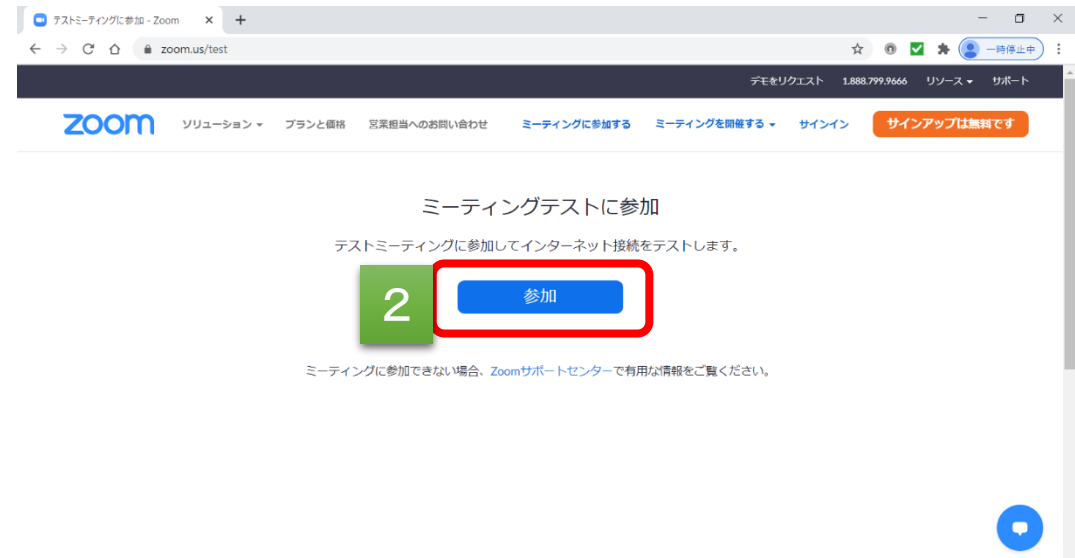 テストミーティングに参加 - Zoom
zoom.us/test
一時停止中
デモをリクエスト 1.888.799.9666 リソース サポート
zoom ソリューション プランと価格 営業担当へのお問い合わせ ミーティングに参加する ミーティングを開催する サインイン サインアップは無料です
ミーティングテストに参加
テストミーティングに参加してインターネット接続をテストします。
2 参加
ミーティングに参加できない場合、Zoomサポートセンターで有用な情報をご覧ください。